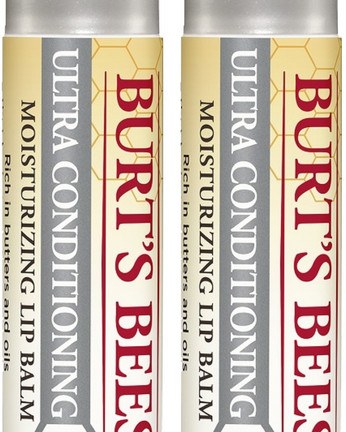 BURT'S BEES
ULTRA CONDITIONING
MOISTURIZING LIP BALM
Rich in butters and oils
BURT'S BEES
ULTRA CONDITIONING
MOISTURIZING LIP BALM
Rich in butters and oils